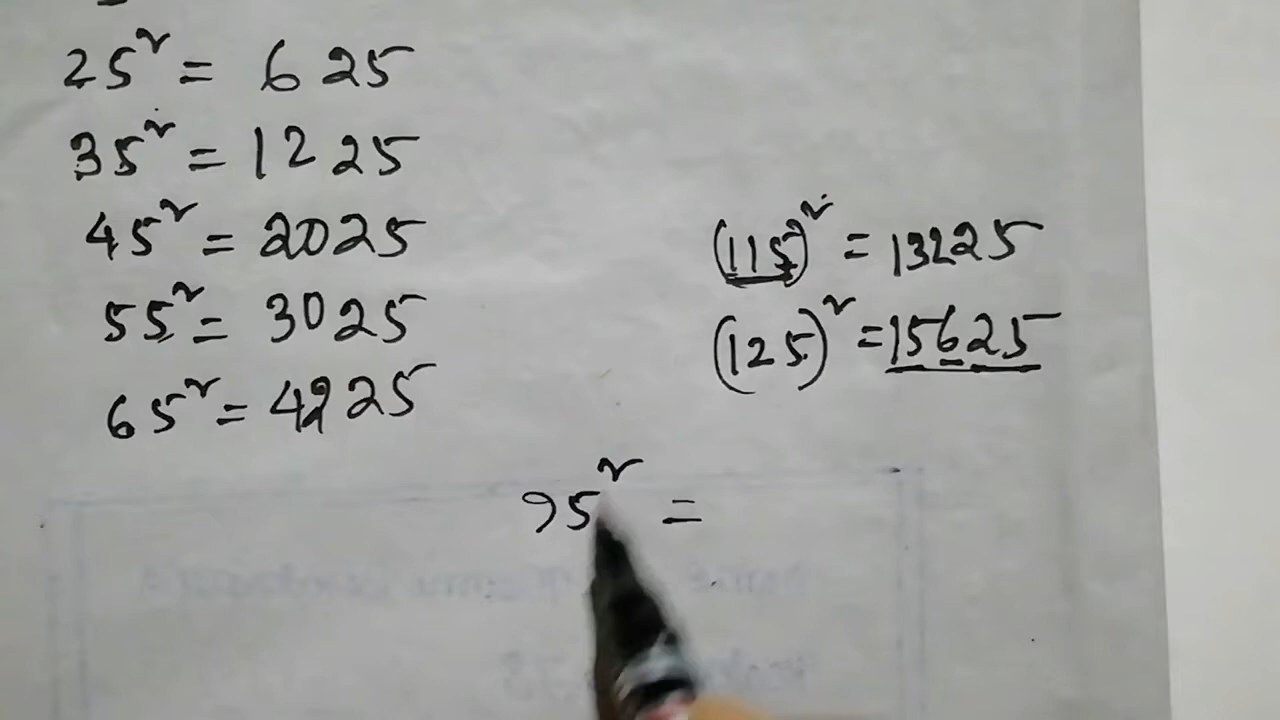 25² = 625
35² = 1225
45² = 2025
55² = 3025
65² = 4225
(115)² = 13225
(125)² = 15625
95² =